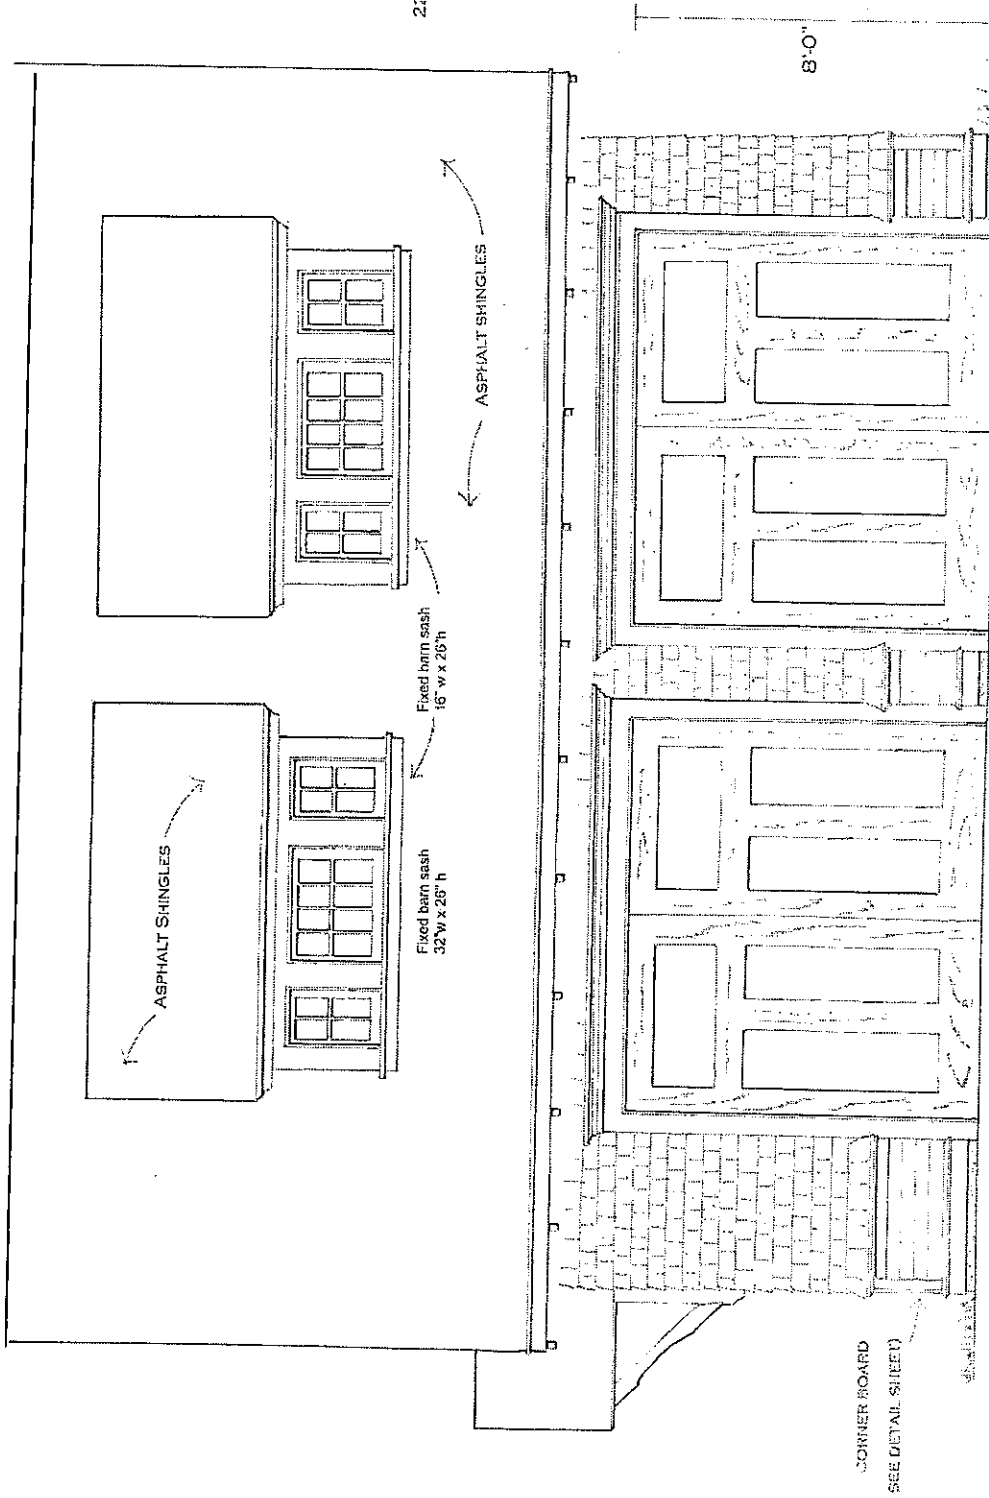 ASPHALT SHINGLES
ASPHALT SHINGLES
Fixed barn sash
32"w x 26" h
Fixed barn sash
16" w x 26"h
CORNER BOARD
SEE DETAIL SHEET)
8'-0"